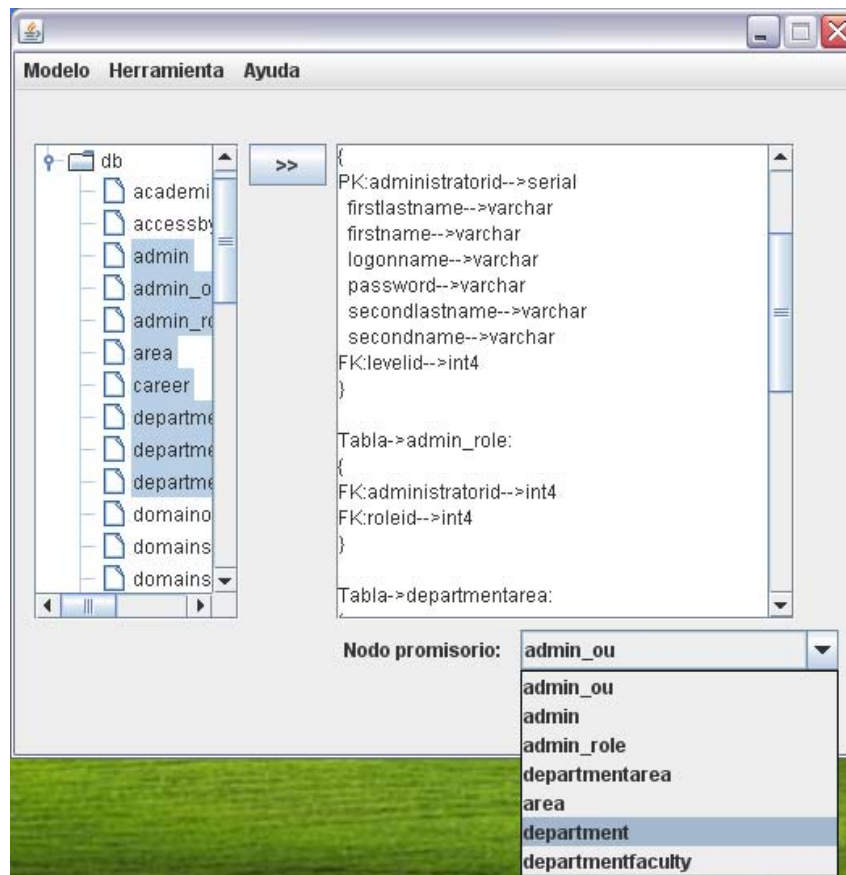 Modelo Herramienta Ayuda
db
academi
accessby
admin
admin_o
admin_ro
area
career
departme
departme
departme
domaino
domains
domains
>>
{
PK:administratorid-->serial
firstlastname-->varchar
firstname-->varchar
logonname-->varchar
password-->varchar
secondlastname-->varchar
secondname-->varchar
FK:levelid-->int4
}
Tabla->admin_role:
{
FK:administratorid-->int4
FK:roleid-->int4
}
Tabla->departmentarea:
{
Nodo promisorio: admin_ou
admin_ou
admin
admin_role
departmentarea
area
department
departmentfaculty